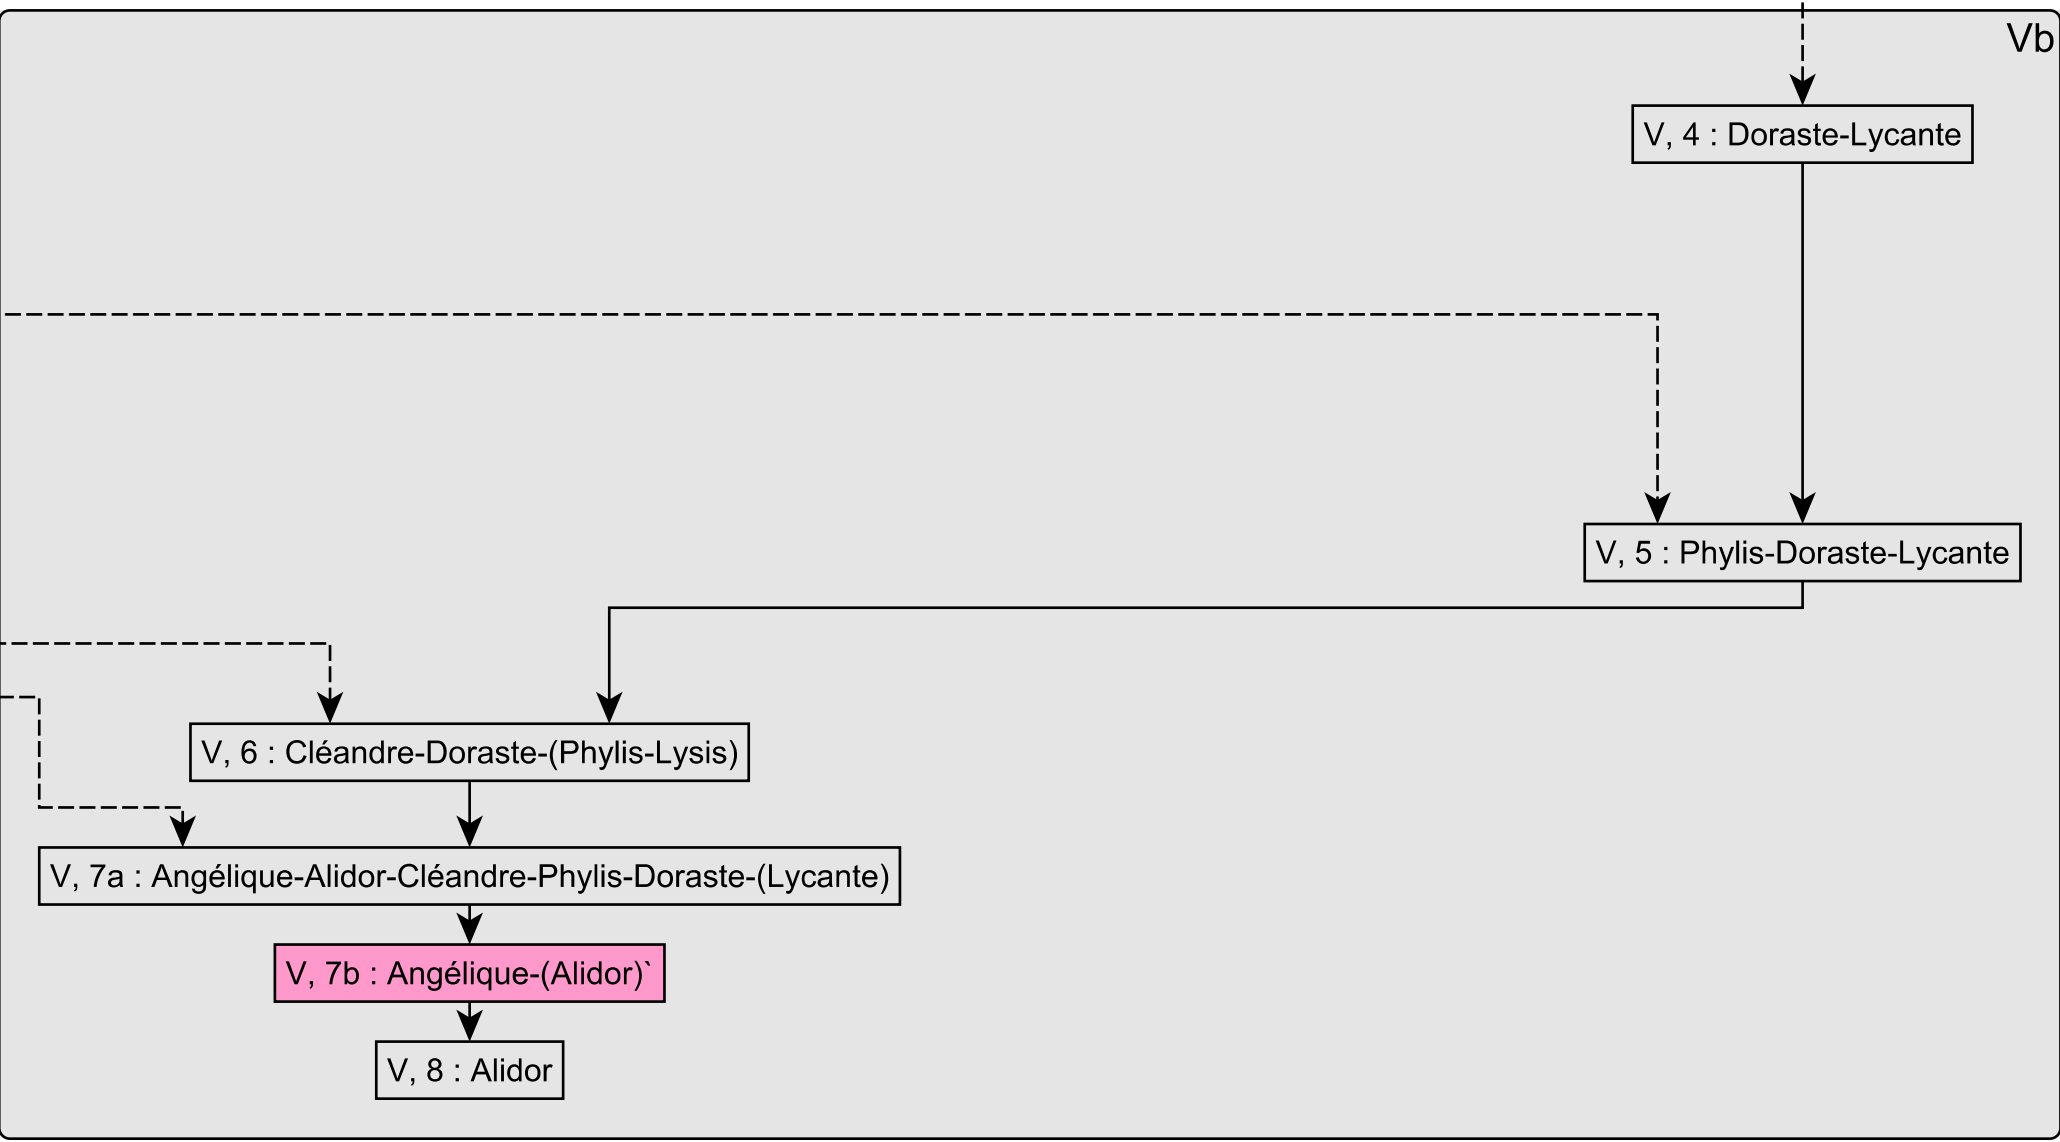 Vb
V, 4 : Doraste-Lycante
V, 5 : Phylis-Doraste-Lycante
V, 6 : Cléandre-Doraste-(Phylis-Lysis)
V, 7a : Angélique-Alidor-Cléandre-Phylis-Doraste-(Lycante)
V, 7b : Angélique-(Alidor)`
V, 8 : Alidor